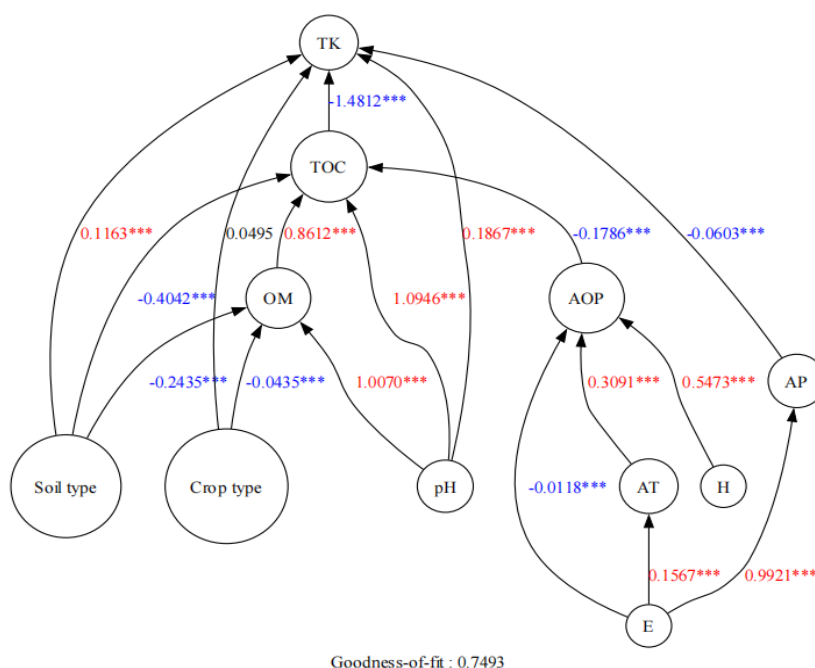 TK
-1.4812***
TOC
0.1163***
0.0495
0.8612***
0.1867***
-0.1786***
-0.0603***
-0.4042***
OM
1.0946***
AOP
-0.2435***
-0.0435***
1.0070***
0.3091***
0.5473***
AP
Soil type
Crop type
pH
-0.0118***
AT
H
0.1567***
0.9921***
E
Goodness-of-fit : 0.7493